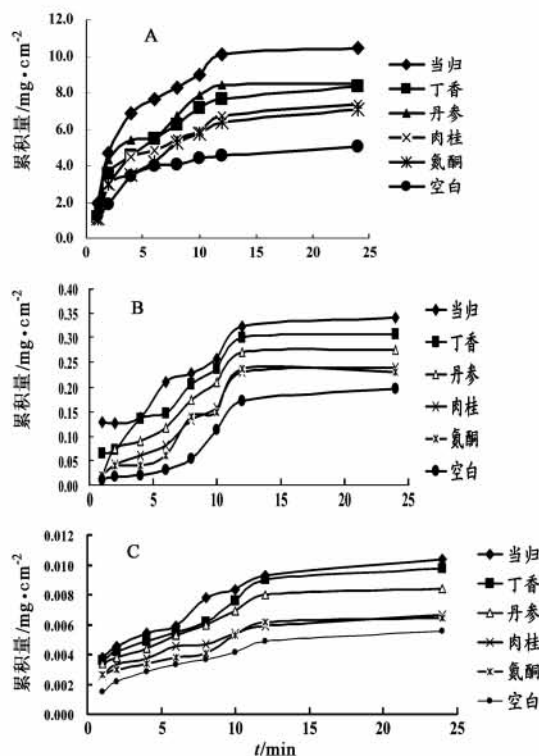 A
累积量/mg·cm⁻²
12.0
10.0
8.0
6.0
4.0
2.0
0.0
0
5
10
15
20
25
当归
丁香
丹参
肉桂
氮酮
空白
B
累积量/mg·cm⁻²
0.40
0.35
0.30
0.25
0.20
0.15
0.10
0.05
0.00
0
5
10
15
20
25
当归
丁香
丹参
肉桂
氮酮
空白
C
累积量/mg·cm⁻²
0.012
0.010
0.008
0.006
0.004
0.002
0.000
0
5
10
15
20
25
t/min
当归
丁香
丹参
肉桂
氮酮
空白